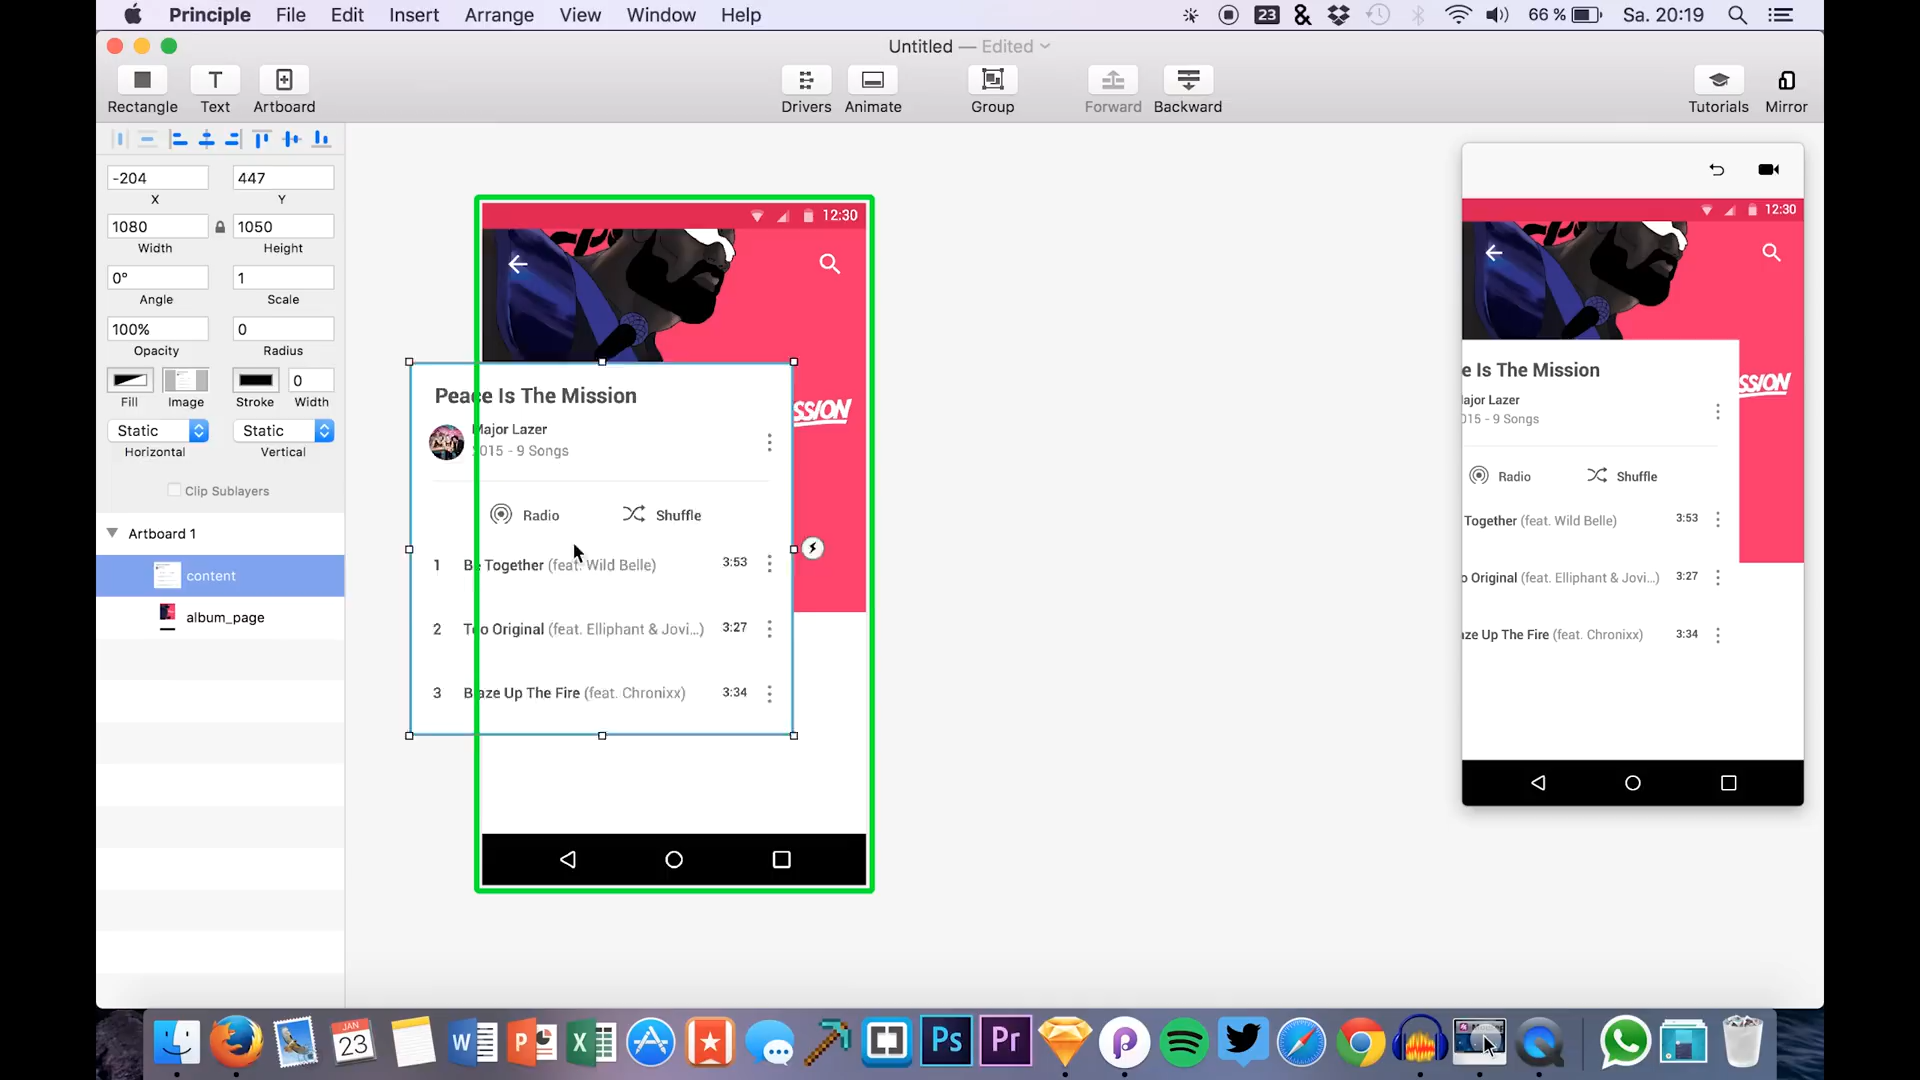 Principle File Edit Insert Arrange View Window Help
23 66 % Sa. 20:19
Untitled — Edited
Rectangle Text Artboard Drivers Animate Group Forward Backward Tutorials Mirror
-204 447
X Y
1080 1050
Width Height
0° 1
Angle Scale
100% 0
Opacity Radius
0
Fill Image Stroke Width
Static Static
Horizontal Vertical
Clip Sublayers
Artboard 1
content
album_page
12:30
SSION
Peace Is The Mission
Major Lazer
2015 - 9 Songs
Radio Shuffle
1 Be Together (feat. Wild Belle) 3:53
2 Too Original (feat. Elliphant & Jovi...) 3:27
3 Blaze Up The Fire (feat. Chronixx) 3:34
12:30
e Is The Mission
SSION
ajor Lazer
015 - 9 Songs
Radio Shuffle
Together (feat. Wild Belle) 3:53
o Original (feat. Elliphant & Jovi...) 3:27
aze Up The Fire (feat. Chronixx) 3:34
JAN
23
W P X Ps Pr